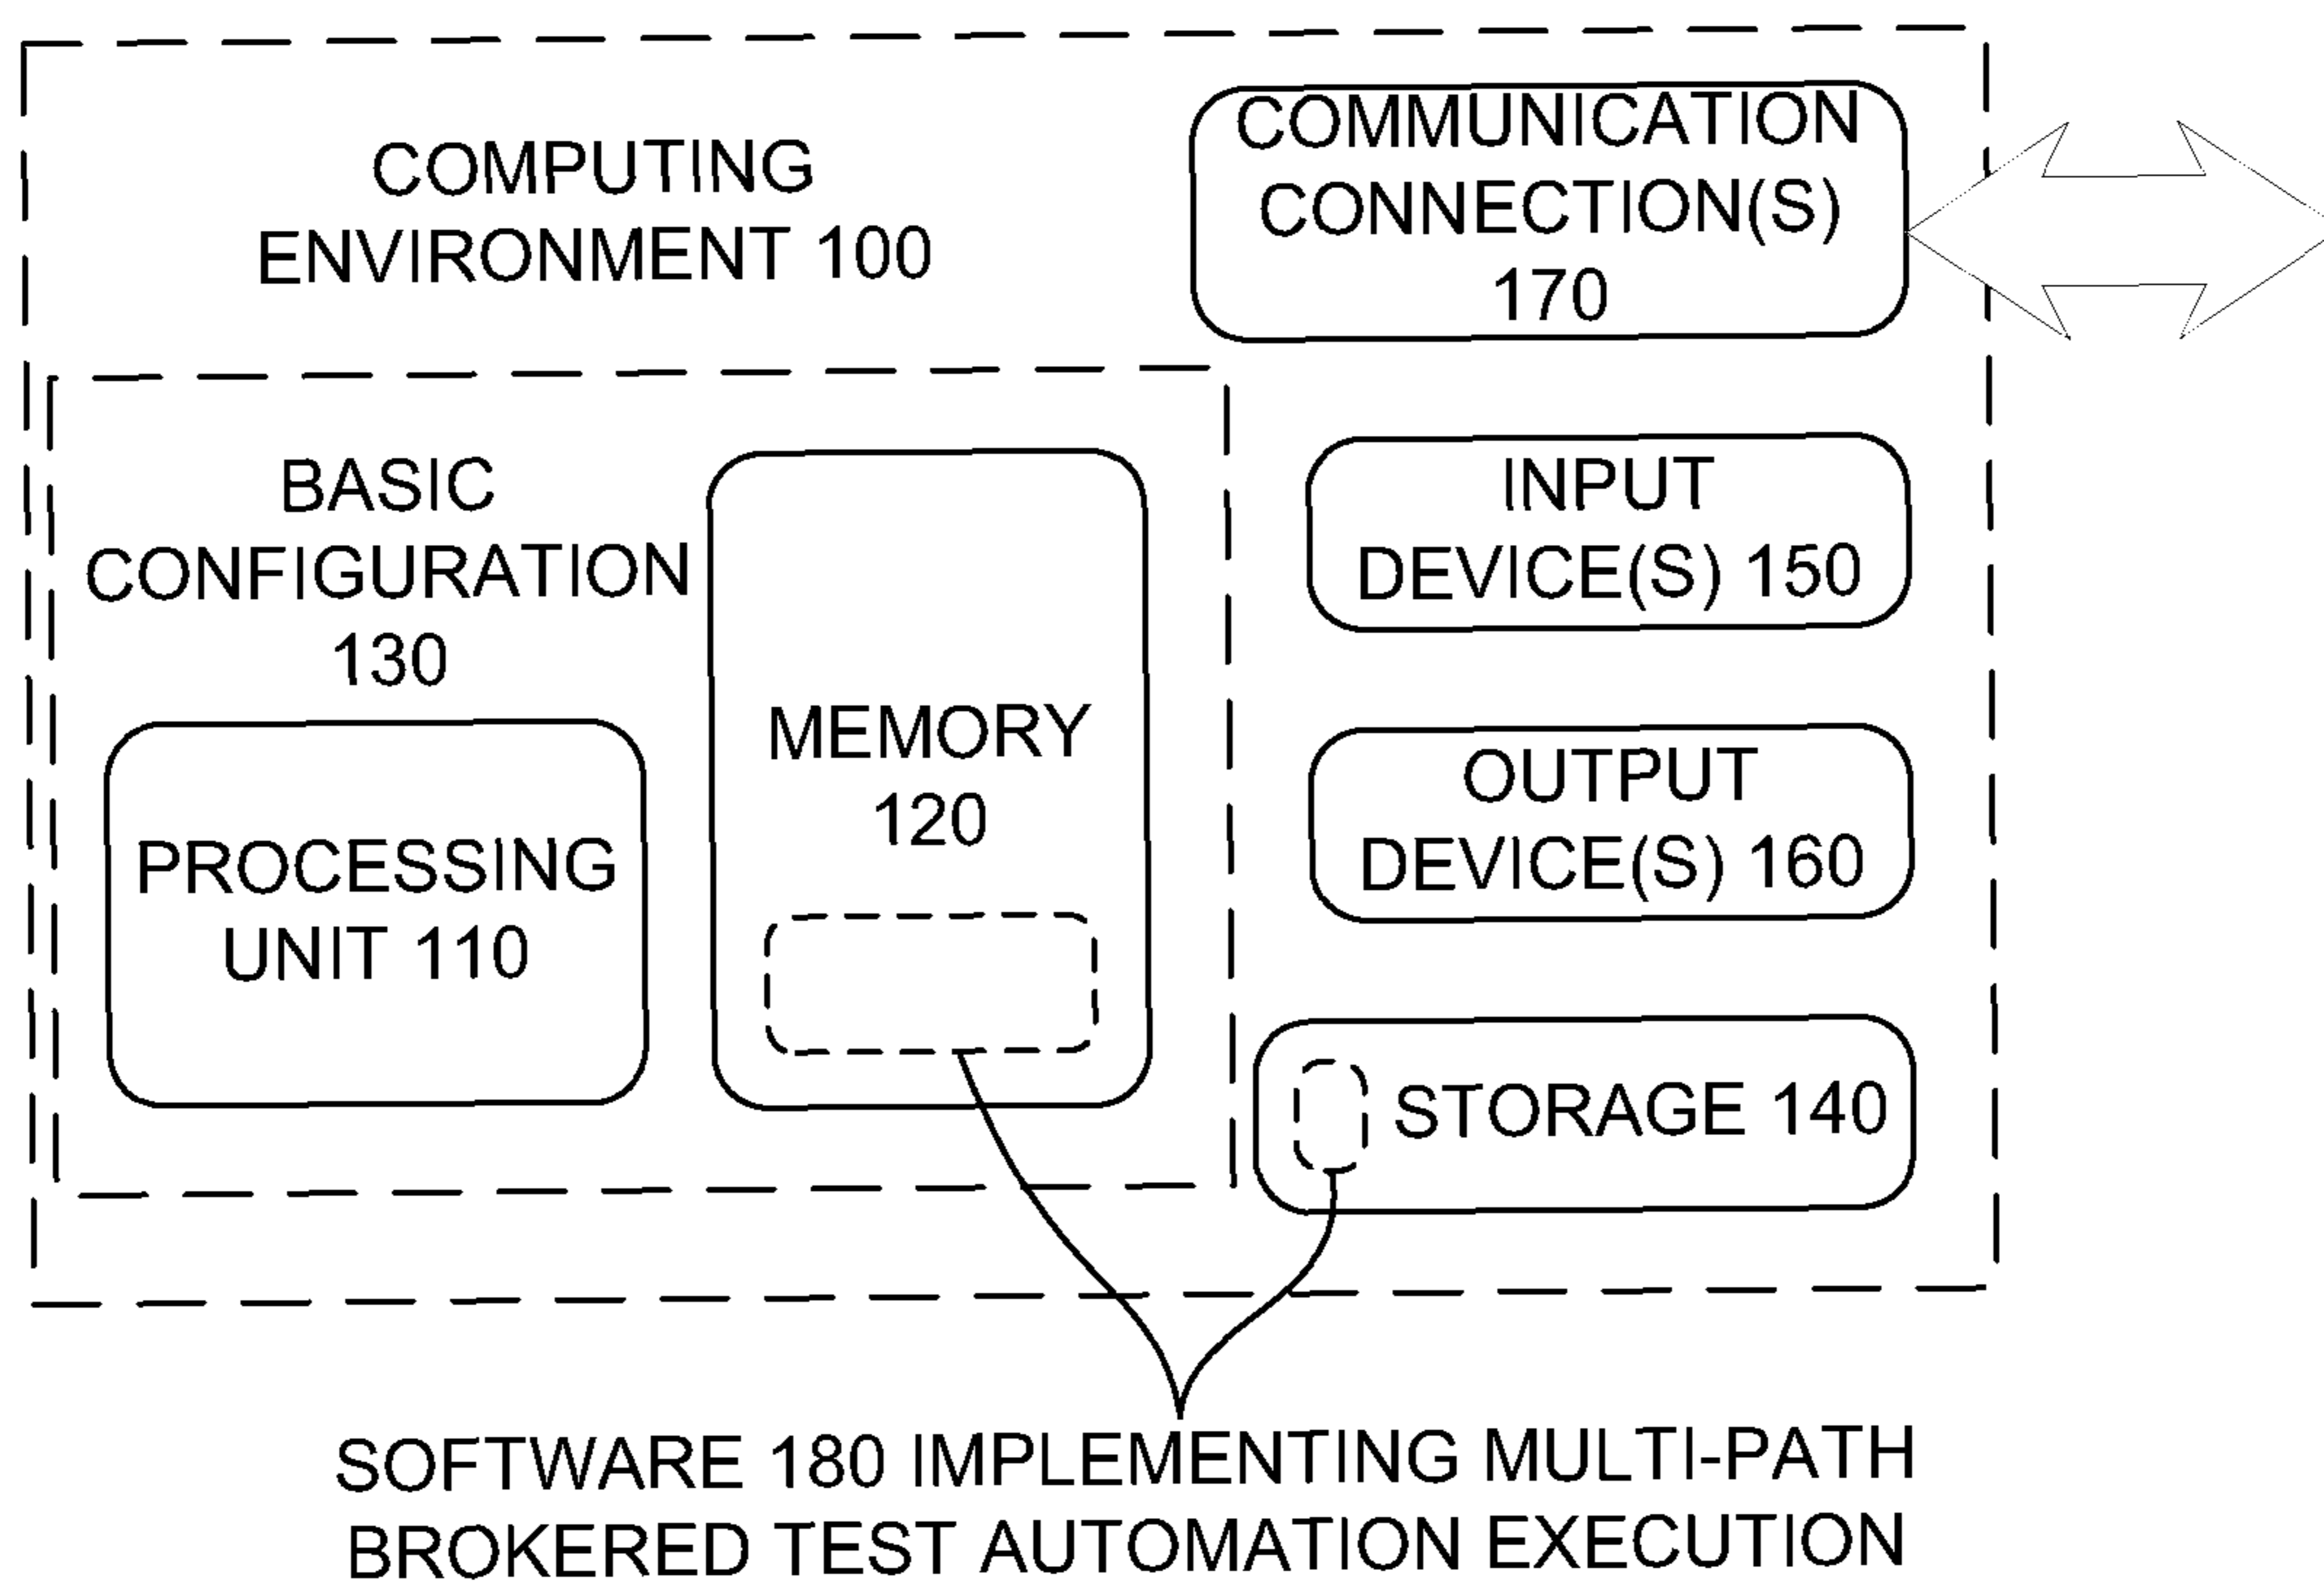 COMPUTING
ENVIRONMENT 100
COMMUNICATION
CONNECTION(S)
170
BASIC
CONFIGURATION
130
PROCESSING
UNIT 110
MEMORY
120
INPUT
DEVICE(S) 150
OUTPUT
DEVICE(S) 160
STORAGE 140
SOFTWARE 180 IMPLEMENTING MULTI-PATH
BROKERED TEST AUTOMATION EXECUTION